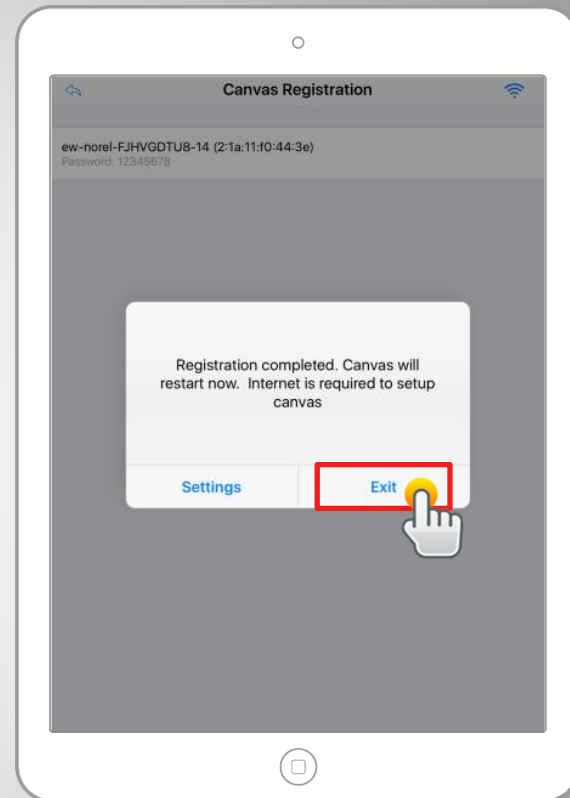 Canvas Registration
ew-norel-FJHVGDTU8-14 (2:1a:11:f0:44:3e)
Password: 12345678
Registration completed. Canvas will
restart now.  Internet is required to setup
canvas
Settings
Exit